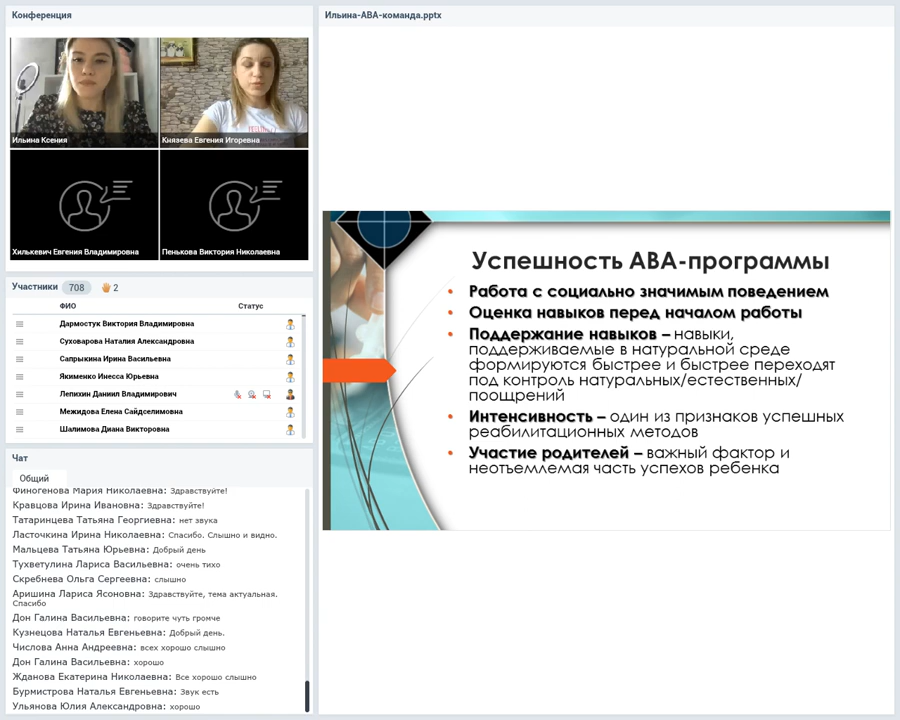 Конференция
Ильина Ксения
Князева Евгения Игоревна
Хилькевич Евгения Владимировна
Пенькова Виктория Николаевна
Участники 708 2
ФИО Статус
Дармостук Виктория Владимировна
Суховарова Наталия Александровна
Сапрыкина Ирина Васильевна
Якименко Инесса Юрьевна
Лепихин Даниил Владимирович
Межидова Елена Сайдселимовна
Шалимова Диана Викторовна
Чат
Общий
Финогенова Мария Николаевна: Здравствуйте!
Кравцова Ирина Ивановна: Здравствуйте!
Татаринцева Татьяна Георгиевна: нет звука
Ласточкина Ирина Николаевна: Спасибо. Слышно и видно.
Мальцева Татьяна Юрьевна: Добрый день
Тухветулина Лариса Васильевна: очень тихо
Скребнева Ольга Сергеевна: слышно
Аришина Лариса Ясоновна: Здравствуйте, тема актуальная.
Спасибо
Дон Галина Васильевна: говорите чуть громче
Кузнецова Наталья Евгеньевна: Добрый день.
Числова Анна Андреевна: всех хорошо слышно
Дон Галина Васильевна: хорошо
Жданова Екатерина Николаевна: Все хорошо слышно
Бурмистрова Наталья Евгеньевна: Звук есть
Ульянова Юлия Александровна: хорошо
Ильина-АВА-команда.pptx
Успешность АВА-программы
• Работа с социально значимым поведением
• Оценка навыков перед началом работы
• Поддержание навыков – навыки,
поддерживаемые в натуральной среде
формируются быстрее и быстрее переходят
под контроль натуральных/естественных/
поощрений
• Интенсивность – один из признаков успешных
реабилитационных методов
• Участие родителей – важный фактор и
неотъемлемая часть успехов ребенка